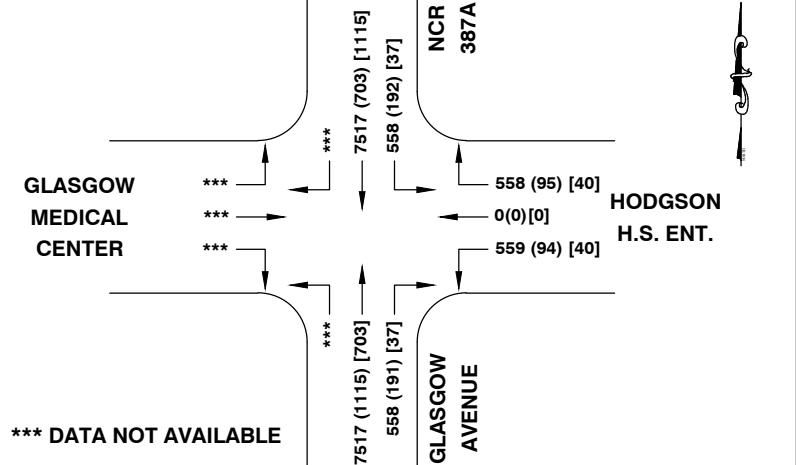 NCR
387A
***
7517 (703) [1115]
558 (192) [37]
GLASGOW
MEDICAL
CENTER
***
***
***
558 (95) [40]
0(0)[0]
559 (94) [40]
HODGSON
H.S. ENT.
***
7517 (1115) [703]
558 (191) [37]
GLASGOW
AVENUE
*** DATA NOT AVAILABLE